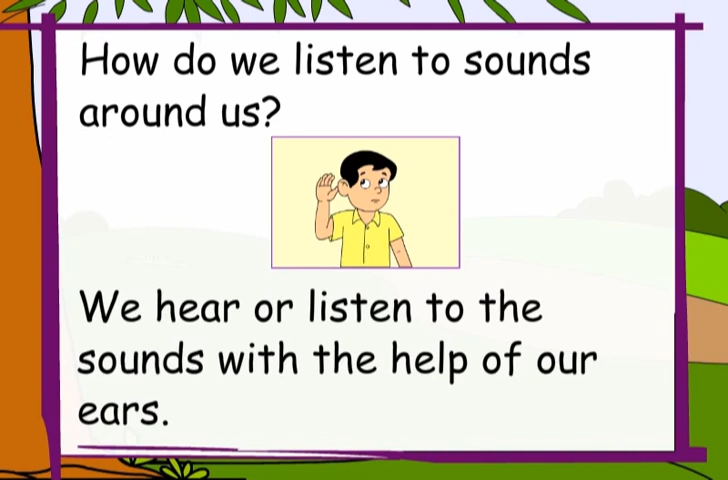 How do we listen to sounds
around us?
We hear or listen to the
sounds with the help of our
ears.